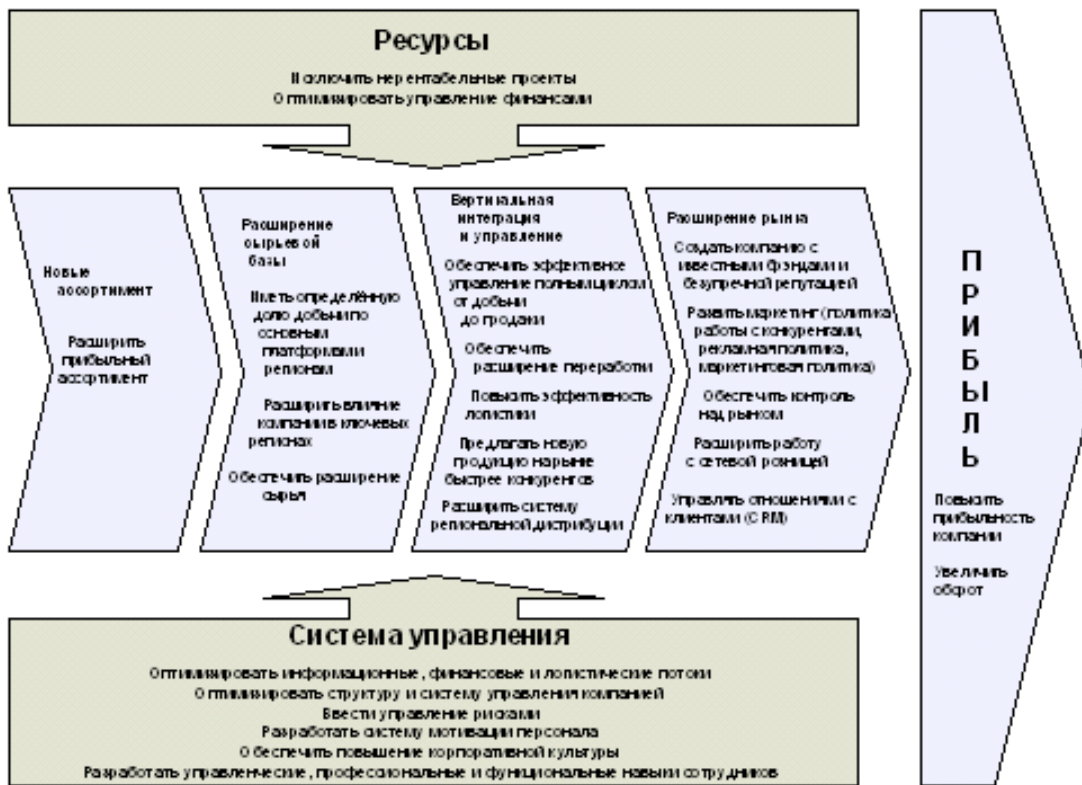 Ресурсы
Исключить нерентабельные проекты
Оптимизировать управление финансами
Новые
ассортимент
Расширить
прибыльный
ассортимент
Расширение
сырьевой
базы
Иметь определённую
долю добычи по
основным
платформам и
регионам
Расширить влияние
компании в ключевых
регионах
Обеспечить расширение
сырья
Вертикальная
интеграция
и управление
Обеспечить эффективное
управление полным циклом
от добычи
до продажи
Обеспечить
расширение переработки
Повысить эффективность
логистики
Предлагать новую
продукцию на рынке
быстрее конкурентов
Расширить систему
региональной дистрибуции
Расширение рынка
Создать компанию с
известными брэндами и
безупречной репутацией
Развить маркетинг (политика
работы с конкурентами,
рекламная политика,
маркетинговая политика)
Обеспечить контроль
над рынком
Расширить работу
с сетевой розницей
Управлять отношениями с
клиентами (CRM)
ПРИБЫЛЬ
Повысить
прибыльность
компании
Увеличить
оборот
Система управления
Оптимизировать информационные, финансовые и логистические потоки
Оптимизировать структуру и систему управления компанией
Ввести управление рисками
Разработать систему мотивации персонала
Обеспечить повышение корпоративной культуры
Разработать управленческие, профессиональные и функциональные навыки сотрудников